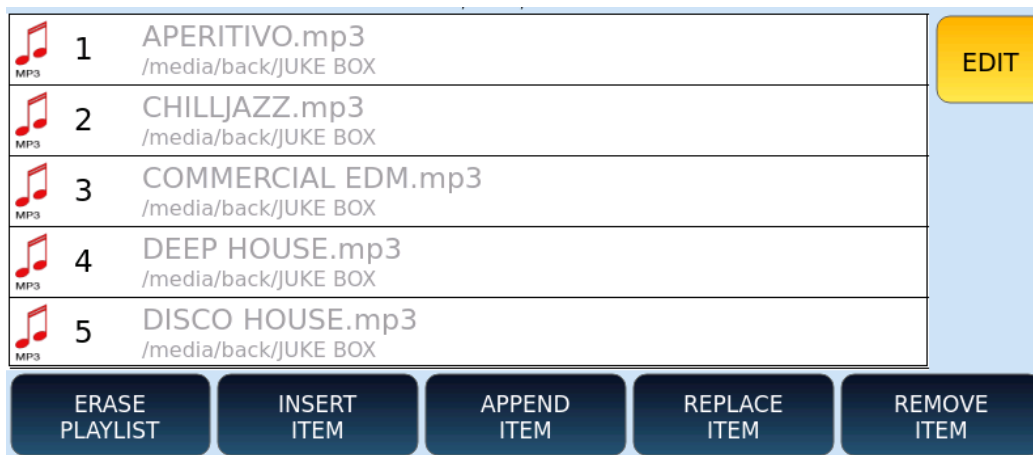 MP3 1 APERITIVO.mp3
/media/back/JUKE BOX
EDIT
MP3 2 CHILLJAZZ.mp3
/media/back/JUKE BOX
MP3 3 COMMERCIAL EDM.mp3
/media/back/JUKE BOX
MP3 4 DEEP HOUSE.mp3
/media/back/JUKE BOX
MP3 5 DISCO HOUSE.mp3
/media/back/JUKE BOX
ERASE
PLAYLIST
INSERT
ITEM
APPEND
ITEM
REPLACE
ITEM
REMOVE
ITEM